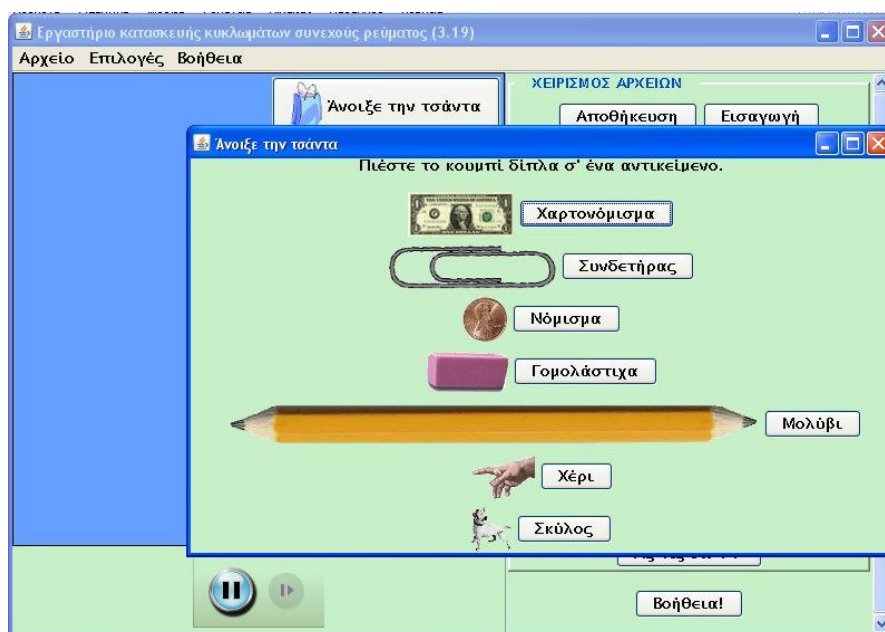 Εργαστήριο κατασκευής κυκλωμάτων συνεχούς ρεύματος (3.19)
Αρχείο Επιλογές Βοήθεια
ΧΕΙΡΙΣΜΟΣ ΑΡΧΕΙΩΝ
Άνοιξε την τσάντα
Αποθήκευση Εισαγωγή
Άνοιξε την τσάντα
Πιέστε το κουμπί δίπλα σ' ένα αντικείμενο.
Χαρτονόμισμα
Συνδετήρας
Νόμισμα
Γομολάστιχα
Μολύβι
Χέρι
Σκύλος
Βοήθεια!